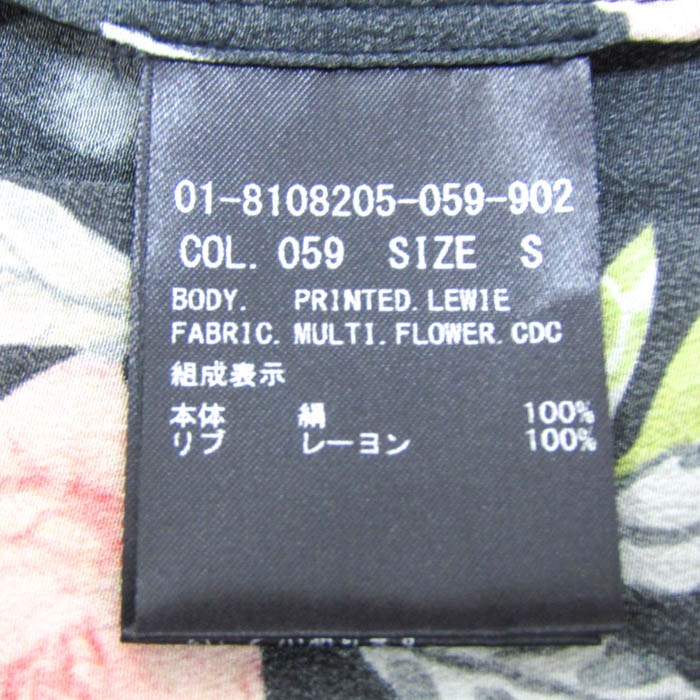 01-8108205-059-902
COL. 059 SIZE S
BODY. PRINTED.LEWIE
FABRIC. MULTI.FLOWER.CDC
組成表示
本体 絹 100%
リブ レーヨン 100%